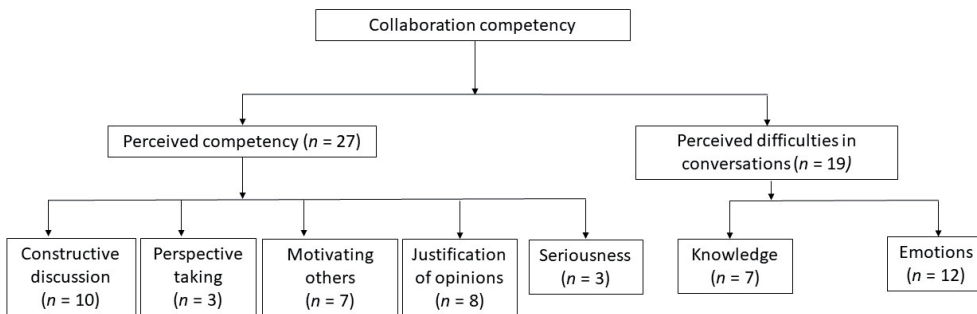 Collaboration competency
Perceived competency (n = 27)
Perceived difficulties in
conversations (n = 19)
Constructive
discussion
(n = 10)
Perspective
taking
(n = 3)
Motivating
others
(n = 7)
Justification
of opinions
(n = 8)
Seriousness
(n = 3)
Knowledge
(n = 7)
Emotions
(n = 12)